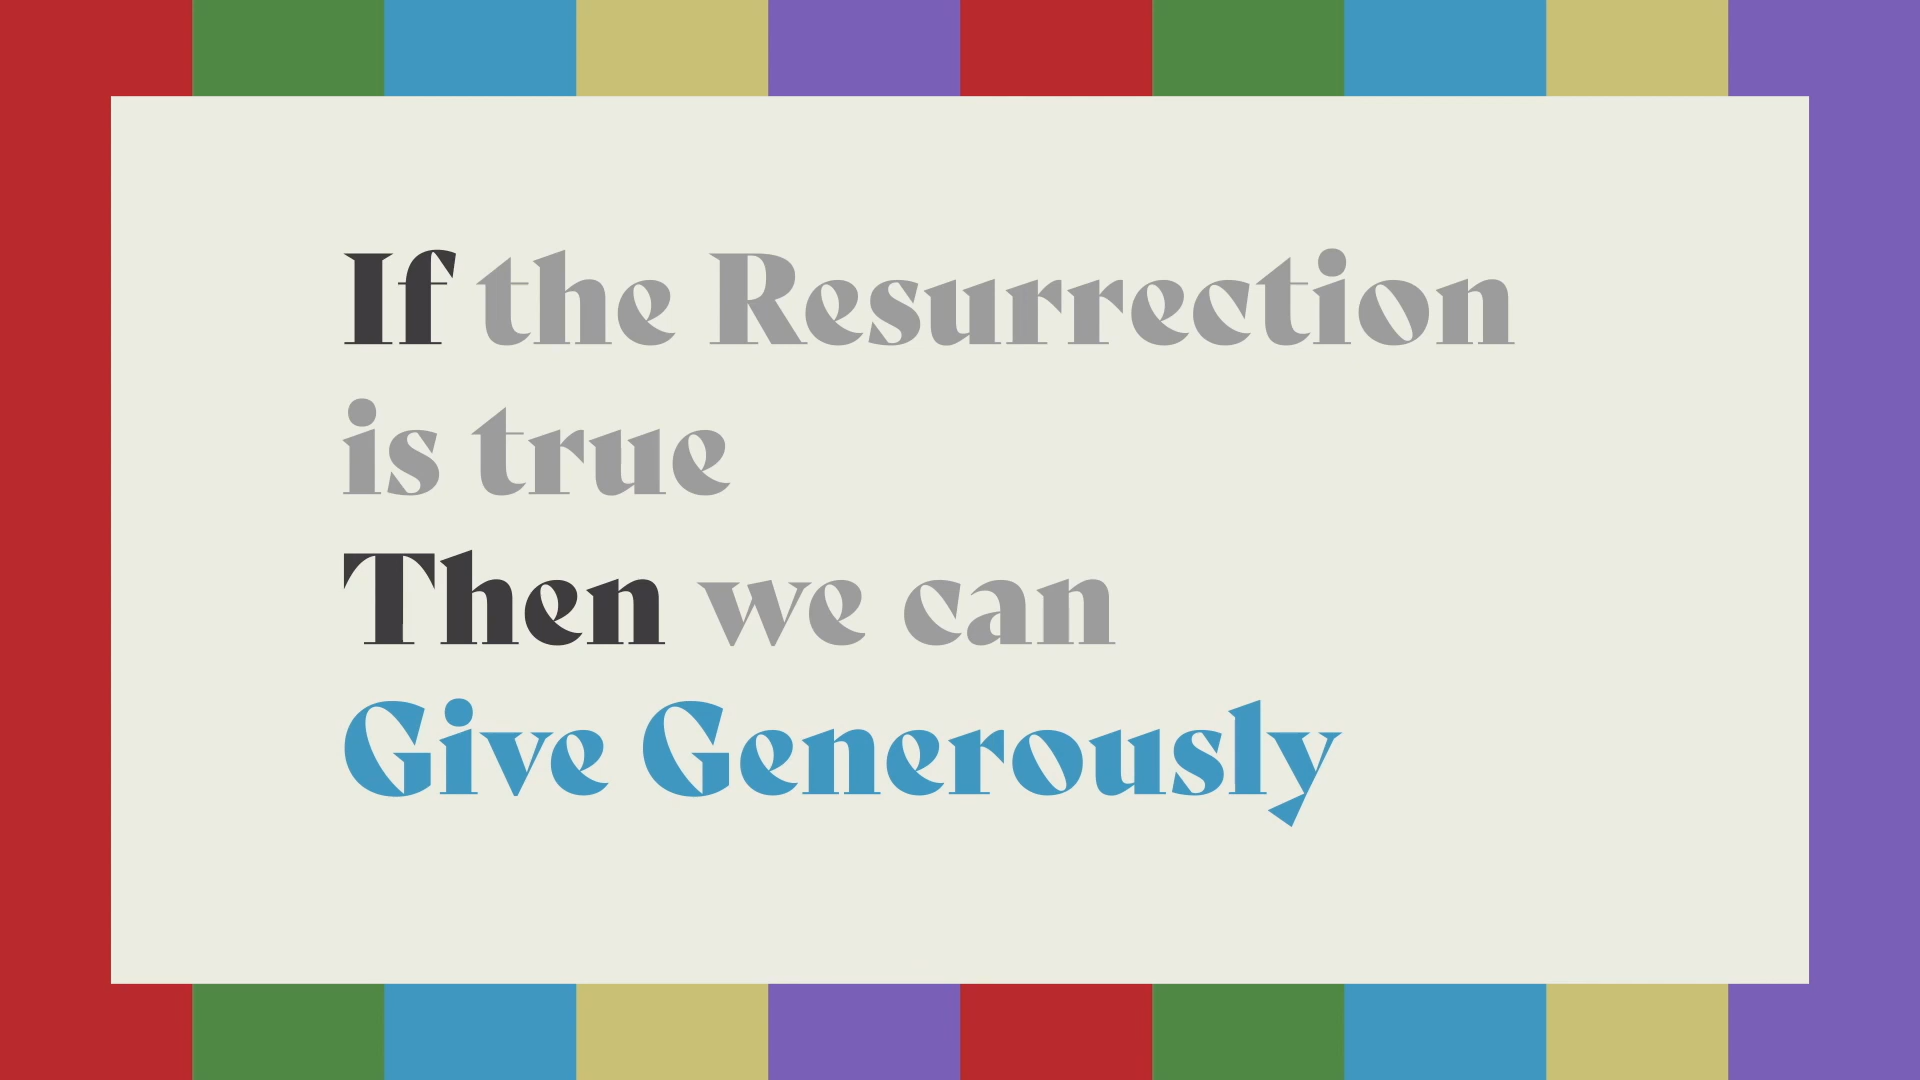 If the Resurrection
is true
Then we can
Give Generously